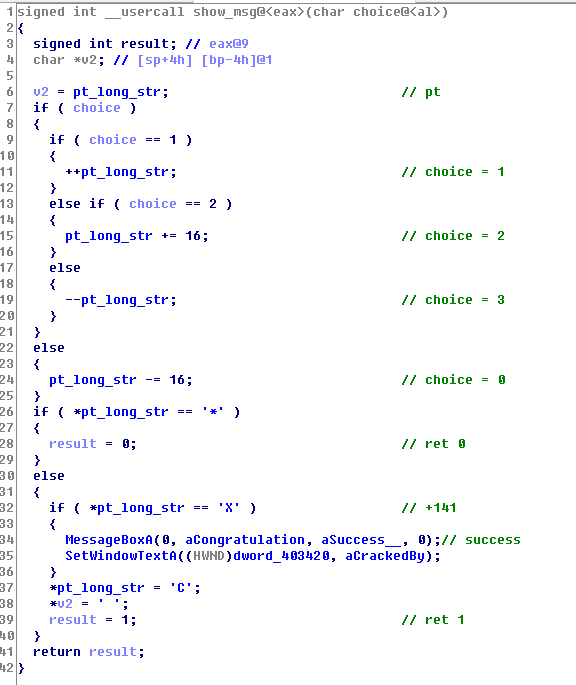 1 signed int __usercall show_msg@<eax>(char choice@<al>)
2 {
3   signed int result; // eax@9
4   char *v2; // [sp+4h] [bp-4h]@1
5
6   v2 = pt_long_str;                             // pt
7   if ( choice )
8   {
9     if ( choice == 1 )
10     {
11       ++pt_long_str;                            // choice = 1
12     }
13     else if ( choice == 2 )
14     {
15       pt_long_str += 16;                        // choice = 2
16     }
17     else
18     {
19       --pt_long_str;                            // choice = 3
20     }
21   }
22   else
23   {
24     pt_long_str -= 16;                          // choice = 0
25   }
26   if ( *pt_long_str == '*' )
27   {
28     result = 0;                                 // ret 0
29   }
30   else
31   {
32     if ( *pt_long_str == 'X' )                  // +141
33     {
34       MessageBoxA(0, aCongratulation, aSuccess__, 0);// success
35       SetWindowTextA((HWND)dword_403420, aCrackedBy);
36     }
37     *pt_long_str = 'C';
38     *v2 = ' ';
39     result = 1;                                 // ret 1
40   }
41   return result;
42 }